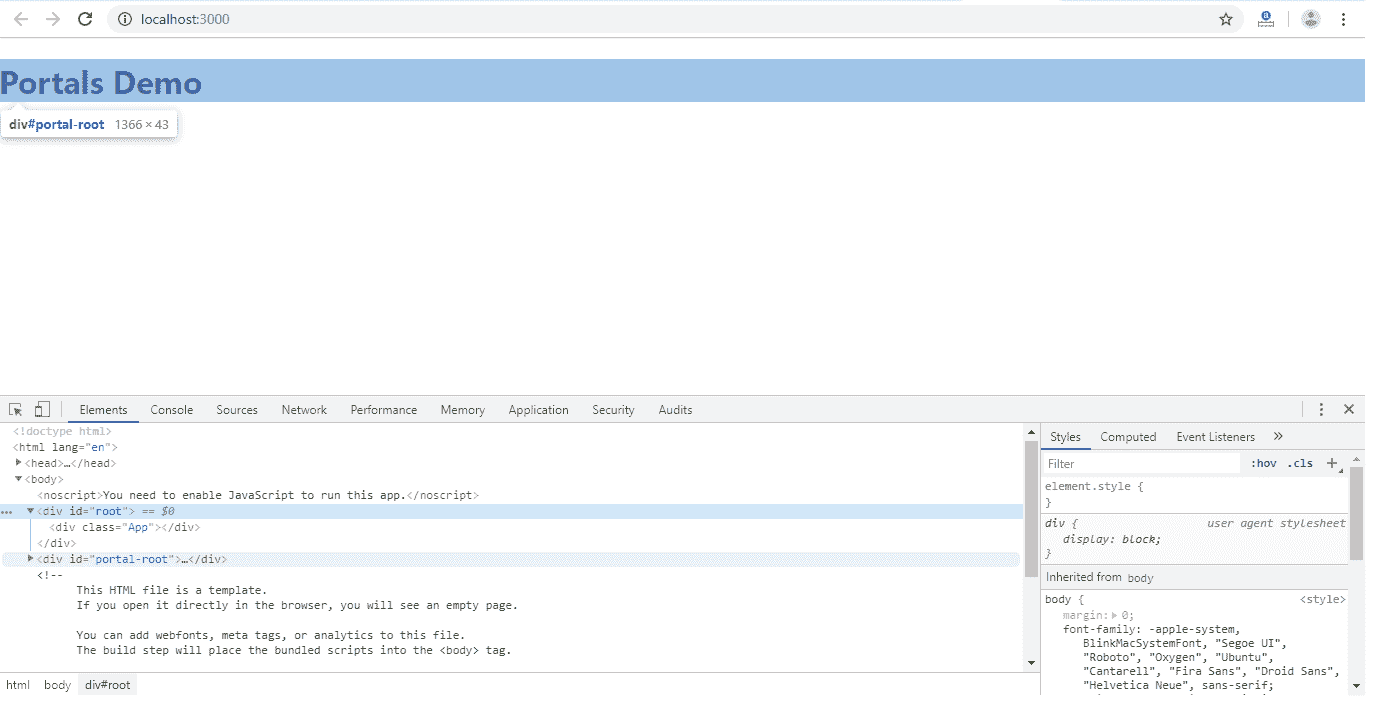 localhost:3000
Portals Demo
div#portal-root 1366 × 43
Elements Console Sources Network Performance Memory Application Security Audits
<!doctype html>
<html lang="en">
<head>…</head>
<body>
<noscript>You need to enable JavaScript to run this app.</noscript>
<div id="root"> == $0
<div class="App"></div>
</div>
<div id="portal-root">…</div>
<!--
This HTML file is a template.
If you open it directly in the browser, you will see an empty page.
You can add webfonts, meta tags, or analytics to this file.
The build step will place the bundled scripts into the <body> tag.
html body div#root
Styles Computed Event Listeners »
Filter :hov .cls +
element.style {
}
div { user agent stylesheet
display: block;
}
Inherited from body
body { <style>
margin: 0;
font-family: -apple-system,
BlinkMacSystemFont, "Segoe UI",
"Roboto", "Oxygen", "Ubuntu",
"Cantarell", "Fira Sans", "Droid Sans",
"Helvetica Neue", sans-serif;